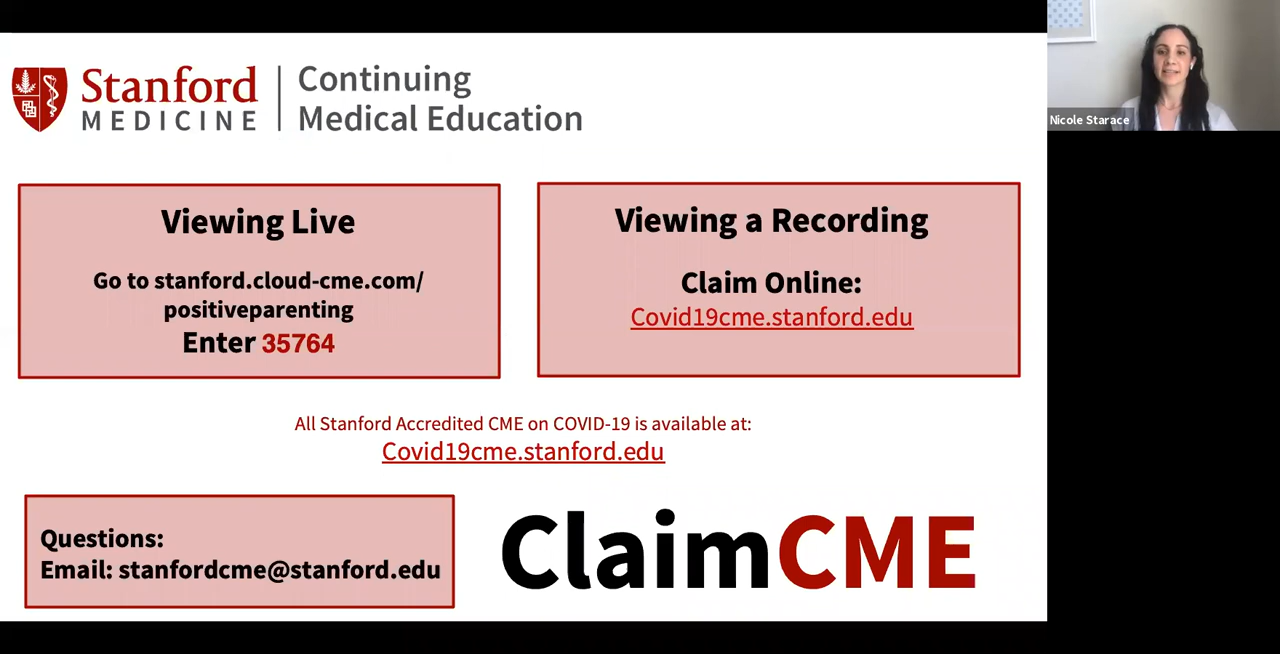 Stanford
MEDICINE
Continuing
Medical Education
Nicole Starace
Viewing Live
Go to stanford.cloud-cme.com/
positiveparenting
Enter 35764
Viewing a Recording
Claim Online:
Covid19cme.stanford.edu
All Stanford Accredited CME on COVID-19 is available at:
Covid19cme.stanford.edu
Questions:
Email: stanfordcme@stanford.edu
ClaimCME